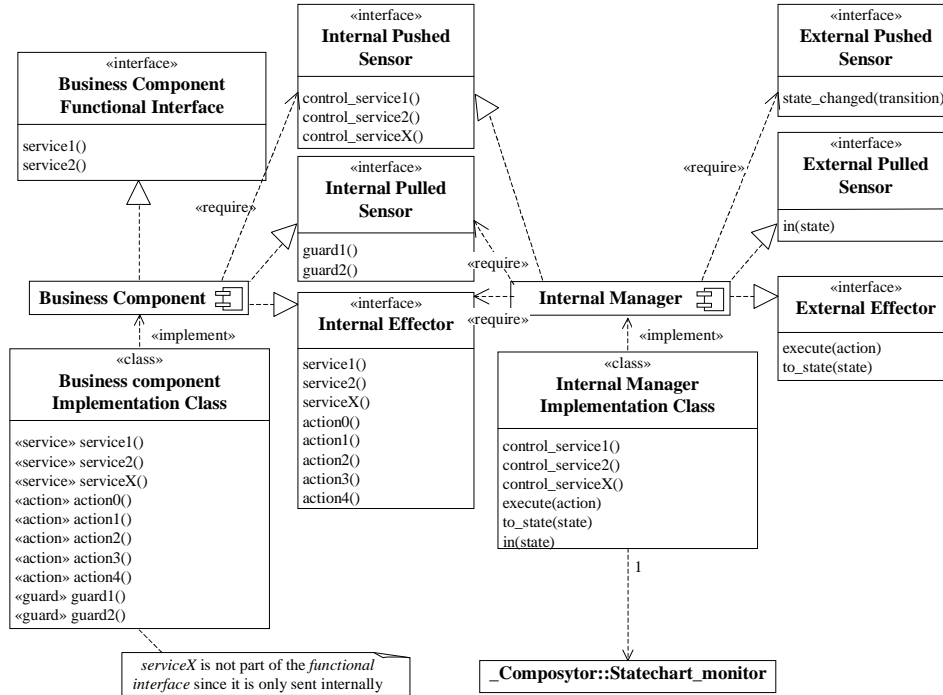 «interface»
Business Component
Functional Interface
service1()
service2()
«interface»
Internal Pushed
Sensor
control_service1()
control_service2()
control_serviceX()
«interface»
External Pushed
Sensor
state_changed(transition)
«interface»
Internal Pulled
Sensor
guard1()
guard2()
«interface»
External Pulled
Sensor
in(state)
«require»
«require»
«require»
«require»
Business Component
Internal Manager
«interface»
Internal Effector
service1()
service2()
serviceX()
action0()
action1()
action2()
action3()
action4()
«interface»
External Effector
execute(action)
to_state(state)
«implement»
«implement»
«class»
Business component
Implementation Class
«service» service1()
«service» service2()
«service» serviceX()
«action» action0()
«action» action1()
«action» action2()
«action» action3()
«action» action4()
«guard» guard1()
«guard» guard2()
«class»
Internal Manager
Implementation Class
control_service1()
control_service2()
control_serviceX()
execute(action)
to_state(state)
in(state)
1
serviceX is not part of the functional
interface since it is only sent internally
_Composytor::Statechart_monitor